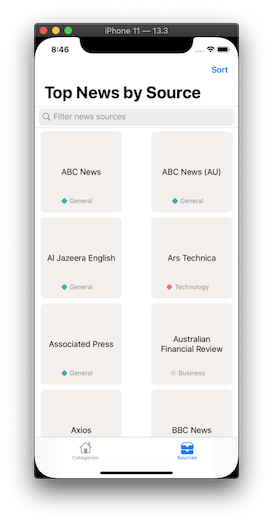 iPhone 11 — 13.3
8:46
Sort
Top News by Source
Filter news sources
ABC News
General
ABC News (AU)
General
Al Jazeera English
General
Ars Technica
Technology
Associated Press
General
Australian
Financial Review
Business
Axios
BBC News
Categories
Sources